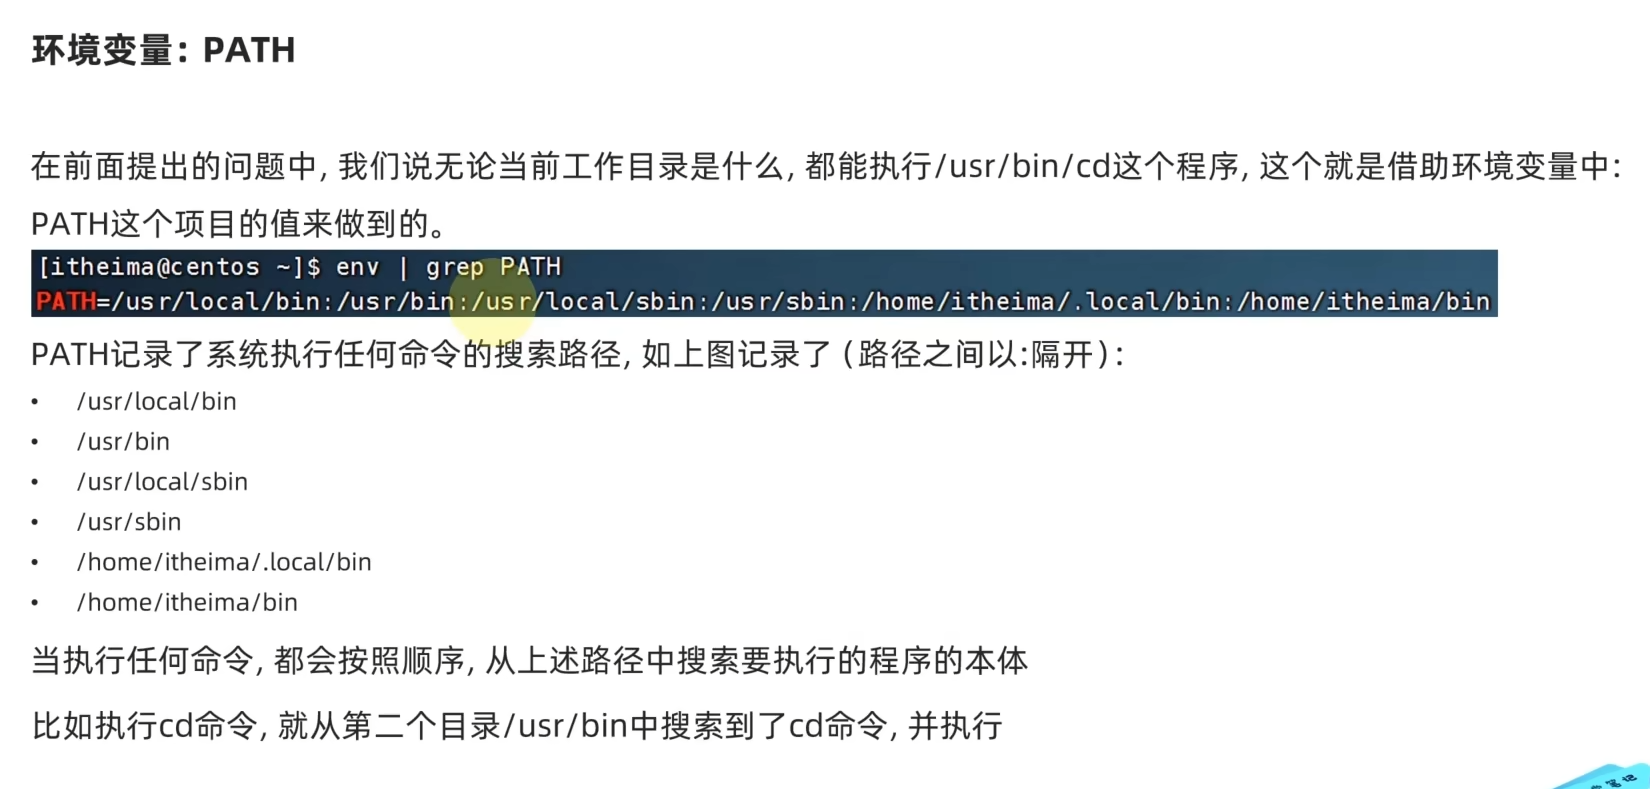 环境变量：PATH
在前面提出的问题中，我们说无论当前工作目录是什么，都能执行/usr/bin/cd这个程序，这个就是借助环境变量中：
PATH这个项目的值来做到的。
[itheima@centos ~]$ env | grep PATH
PATH=/usr/local/bin:/usr/bin:/usr/local/sbin:/usr/sbin:/home/itheima/.local/bin:/home/itheima/bin
PATH记录了系统执行任何命令的搜索路径，如上图记录了（路径之间以:隔开）：
• /usr/local/bin
• /usr/bin
• /usr/local/sbin
• /usr/sbin
• /home/itheima/.local/bin
• /home/itheima/bin
当执行任何命令，都会按照顺序，从上述路径中搜索要执行的程序的本体
比如执行cd命令，就从第二个目录/usr/bin中搜索到了cd命令，并执行
笔记